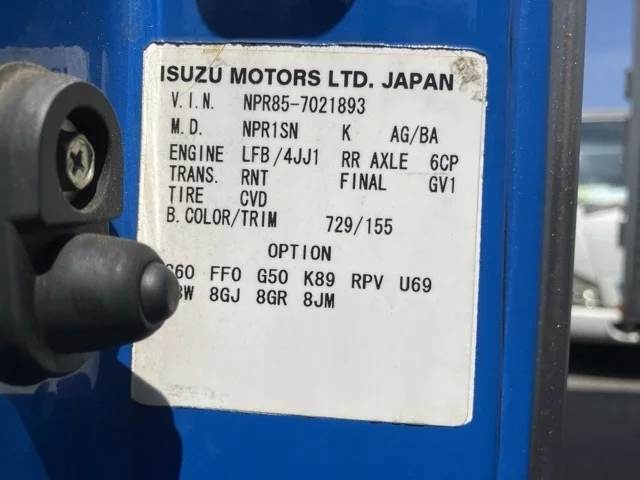 ISUZU MOTORS LTD. JAPAN
V.I.N. NPR85-7021893
M.D. NPR1SN K AG/BA
ENGINE LFB/4JJ1 RR AXLE 6CP
TRANS. RNT FINAL GV1
TIRE CVD
B.COLOR/TRIM 729/155
OPTION
FF0 G50 K89 RPV U69
8GJ 8GR 8JM